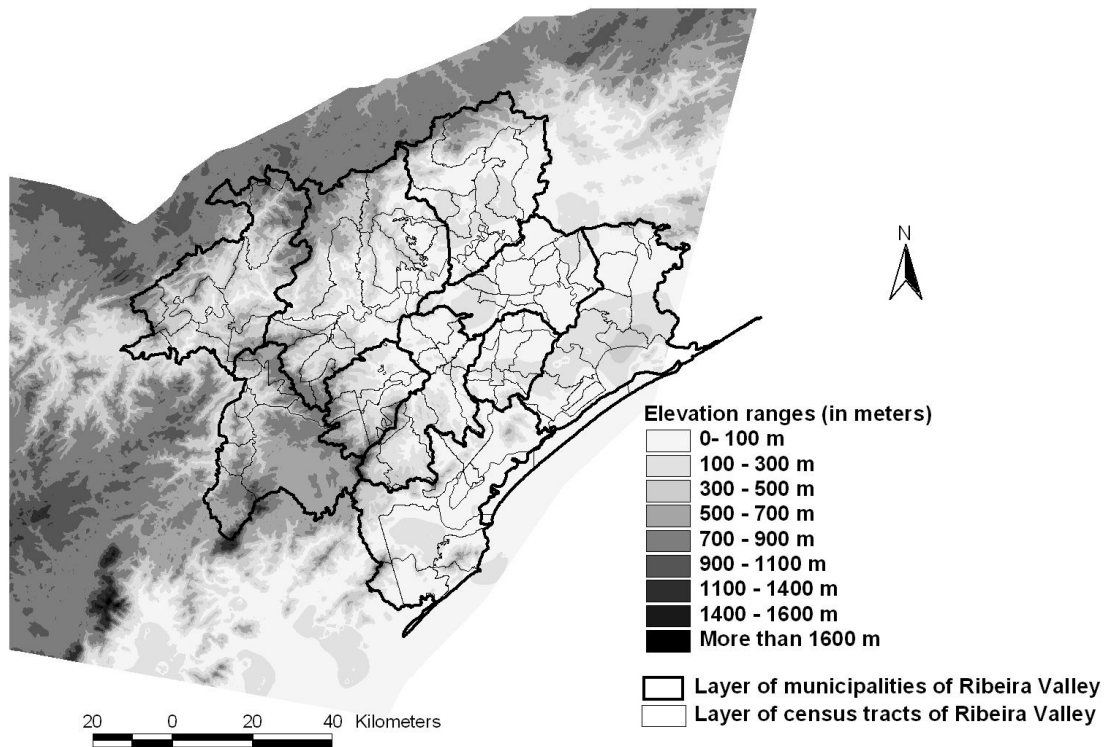 N
Elevation ranges (in meters)
0- 100 m
100 - 300 m
300 - 500 m
500 - 700 m
700 - 900 m
900 - 1100 m
1100 - 1400 m
1400 - 1600 m
More than 1600 m
Layer of municipalities of Ribeira Valley
Layer of census tracts of Ribeira Valley
20 0 20 40 Kilometers